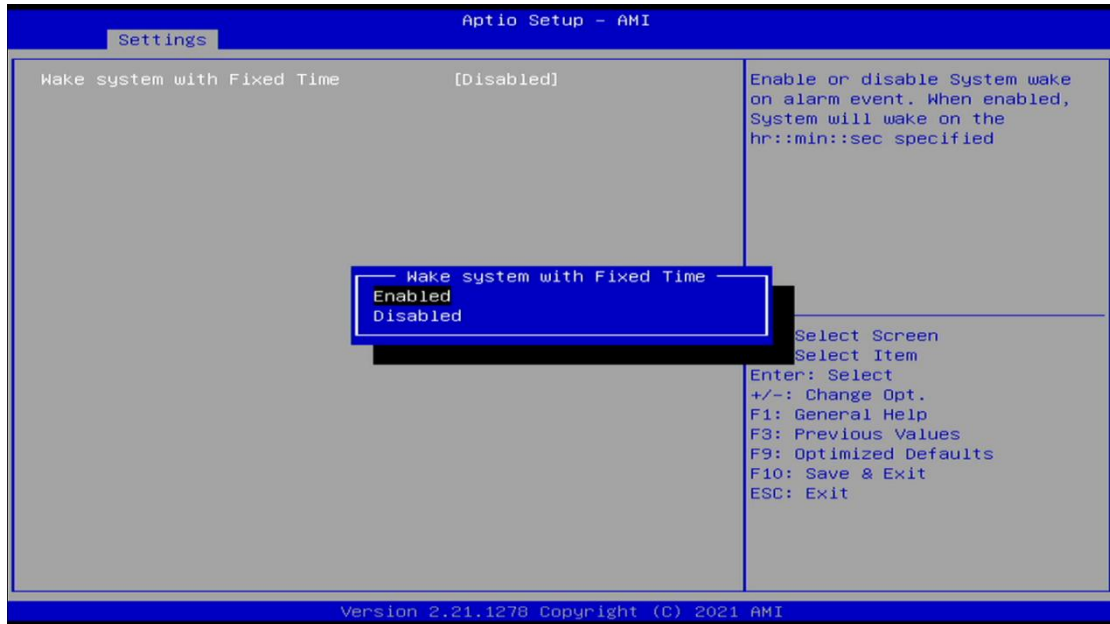 Aptio Setup – AMI
Settings
Wake system with Fixed Time [Disabled]
Enable or disable System wake
on alarm event. When enabled,
System will wake on the
hr::min::sec specified
Wake system with Fixed Time
Enabled
Disabled
Select Screen
Select Item
Enter: Select
+/-: Change Opt.
F1: General Help
F3: Previous Values
F9: Optimized Defaults
F10: Save & Exit
ESC: Exit
Version 2.21.1278 Copyright (C) 2021 AMI